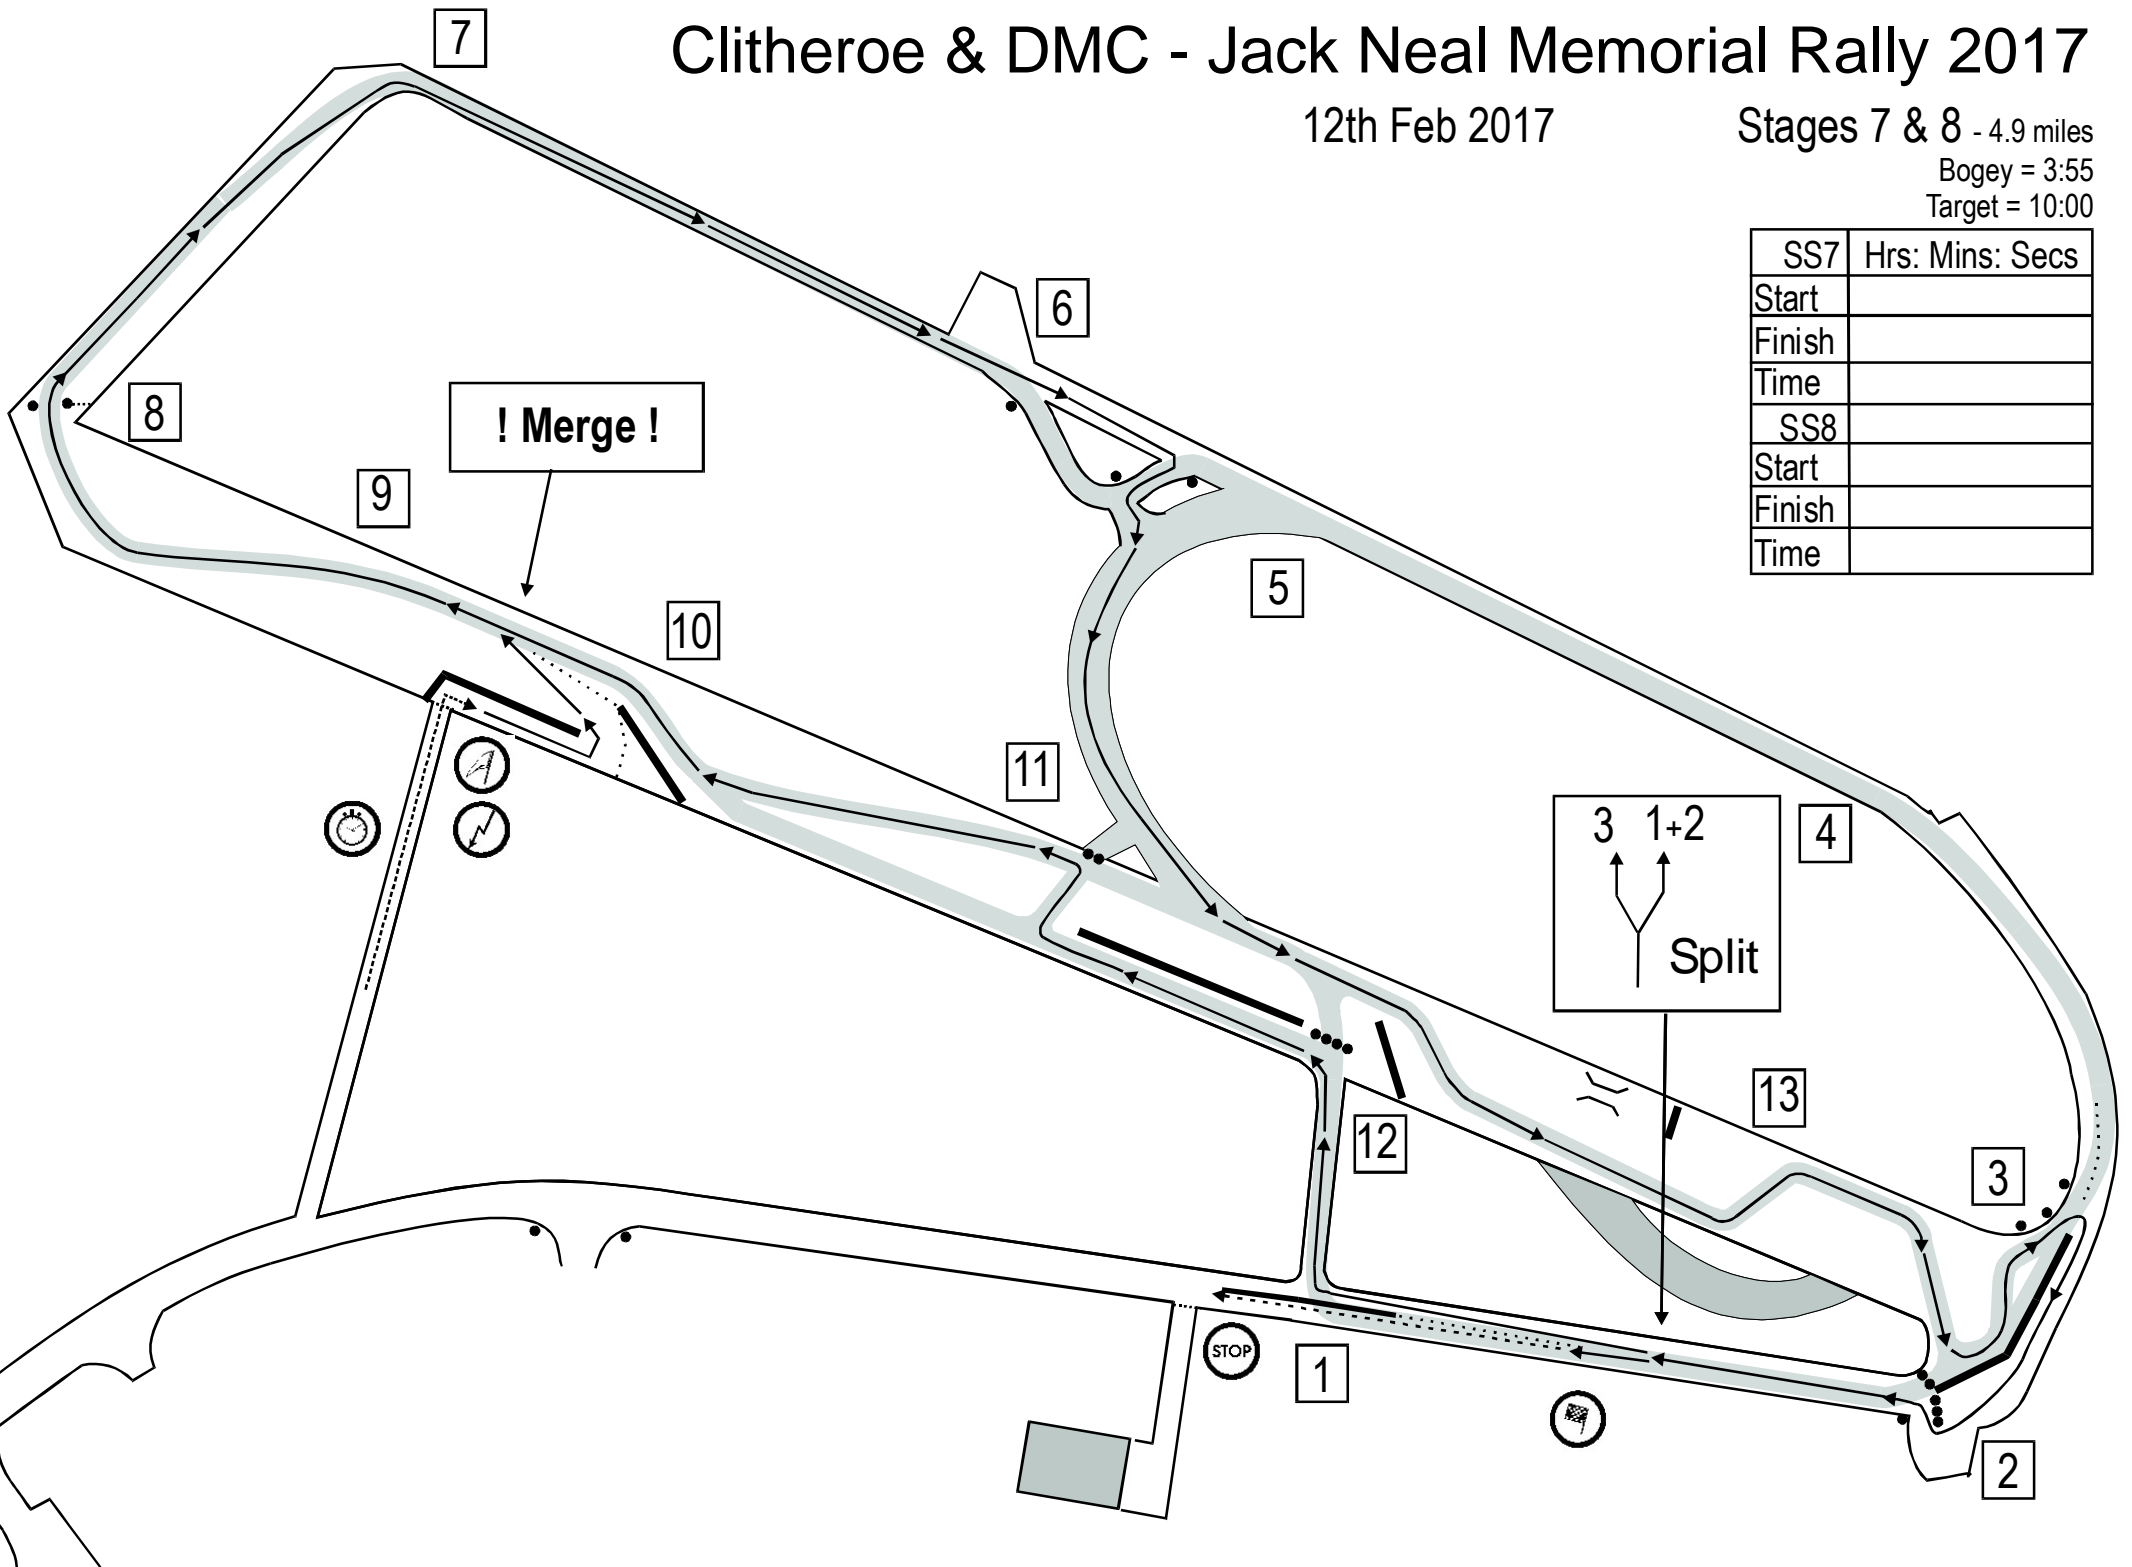 Clitheroe & DMC - Jack Neal Memorial Rally 2017
12th Feb 2017
Stages 7 & 8 - 4.9 miles
Bogey = 3:55
Target = 10:00
SS7 Hrs: Mins: Secs
Start
Finish
Time
SS8
Start
Finish
Time
7
6
8
! Merge !
9
5
10
11
4
3 1+2
Split
13
12
3
STOP
1
2